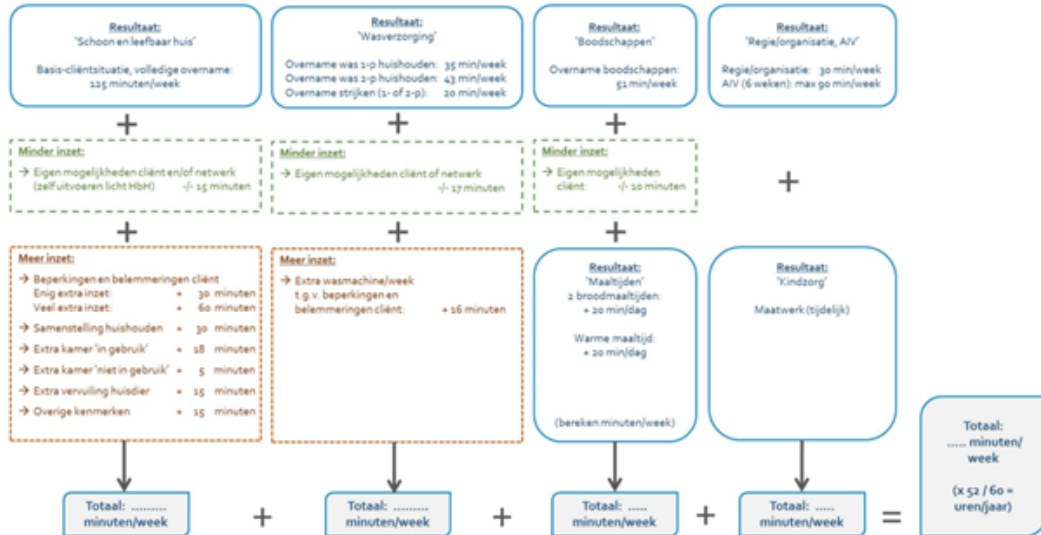 Resultaat:
'Schoon en leefbaar huis'
Basis-cliëntsituatie, volledige overname:
125 minuten/week
Resultaat:
'Wasverzorging'
Overname was 1-p huishouden: 35 min/week
Overname was 2-p huishouden: 43 min/week
Overname strijken (1- of 2-p): 20 min/week
Resultaat:
'Boodschappen'
Overname boodschappen:
51 min/week
Resultaat:
'Regie/organisatie, AIV'
Regie/organisatie: 30 min/week
AIV (6 weken): max 90 min/week
+
+
+
Minder inzet:
→ Eigen mogelijkheden cliënt en/of netwerk
(zelf uitvoeren licht HbH) -/- 15 minuten
Minder inzet:
→ Eigen mogelijkheden cliënt of netwerk
-/- 17 minuten
Minder inzet:
→ Eigen mogelijkheden
cliënt: -/- 10 minuten
+
+
+
+
Meer inzet:
→ Beperkingen en belemmeringen cliënt
Enig extra inzet: + 30 minuten
Veel extra inzet: + 60 minuten
→ Samenstelling huishouden + 30 minuten
→ Extra kamer 'in gebruik' + 18 minuten
→ Extra kamer 'niet in gebruik' + 5 minuten
→ Extra vervuiling huisdier + 15 minuten
→ Overige kenmerken + 15 minuten
Meer inzet:
→ Extra wasmachine/week
t.g.v. beperkingen en
belemmeringen cliënt: + 16 minuten
Resultaat:
'Maaltijden'
2 broodmaaltijden:
+ 20 min/dag
Warme maaltijd:
+ 20 min/dag
(bereken minuten/week)
Resultaat:
'Kindzorg'
Maatwerk (tijdelijk)
Totaal: .........
minuten/week
+
Totaal: .........
minuten/week
+
Totaal: .....
minuten/week
+
Totaal: .....
minuten/week
=
Totaal:
..... minuten/
week
(x 52 / 60 =
uren/jaar)